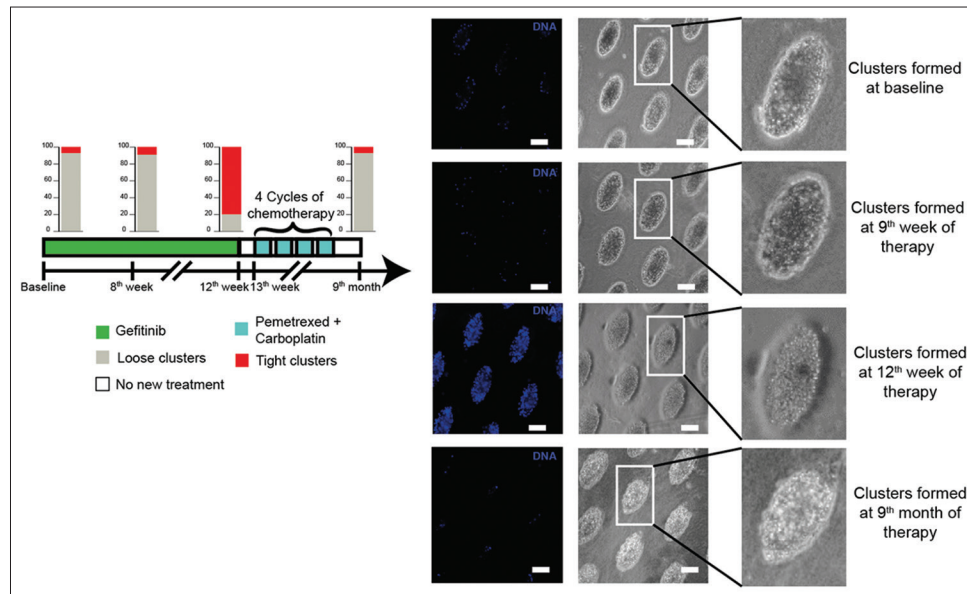 100
80
60
40
20
0
100
80
60
40
20
0
100
80
60
40
20
0
100
80
60
40
20
0
4 Cycles of
chemotherapy
Baseline
8th week
12th week
13th week
9th month
Gefitinib
Pemetrexed +
Carboplatin
Loose clusters
Tight clusters
No new treatment
DNA
Clusters formed
at baseline
DNA
Clusters formed
at 9th week of
therapy
DNA
Clusters formed
at 12th week of
therapy
DNA
Clusters formed
at 9th month of
therapy